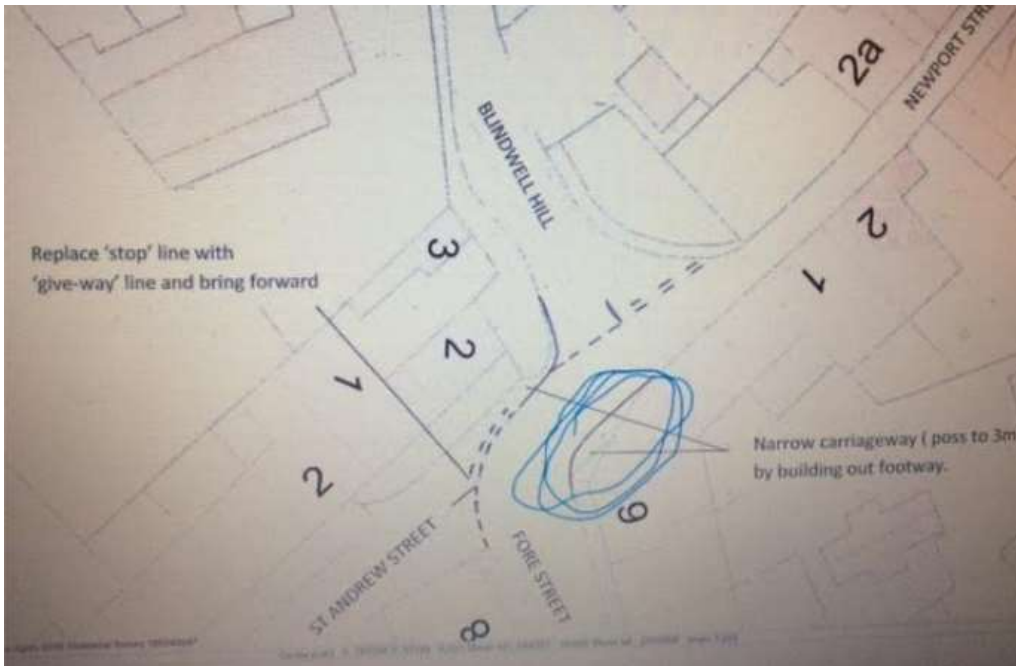 2a
NEWPORT
BLINDWELL HILL
Replace ‘stop’ line with
‘give-way’ line and bring forward
3
2
2
1
1
2
Narrow carriageway ( poss to 3m
by building out footway.
9
ST ANDREW STREET
FORE STREET
8